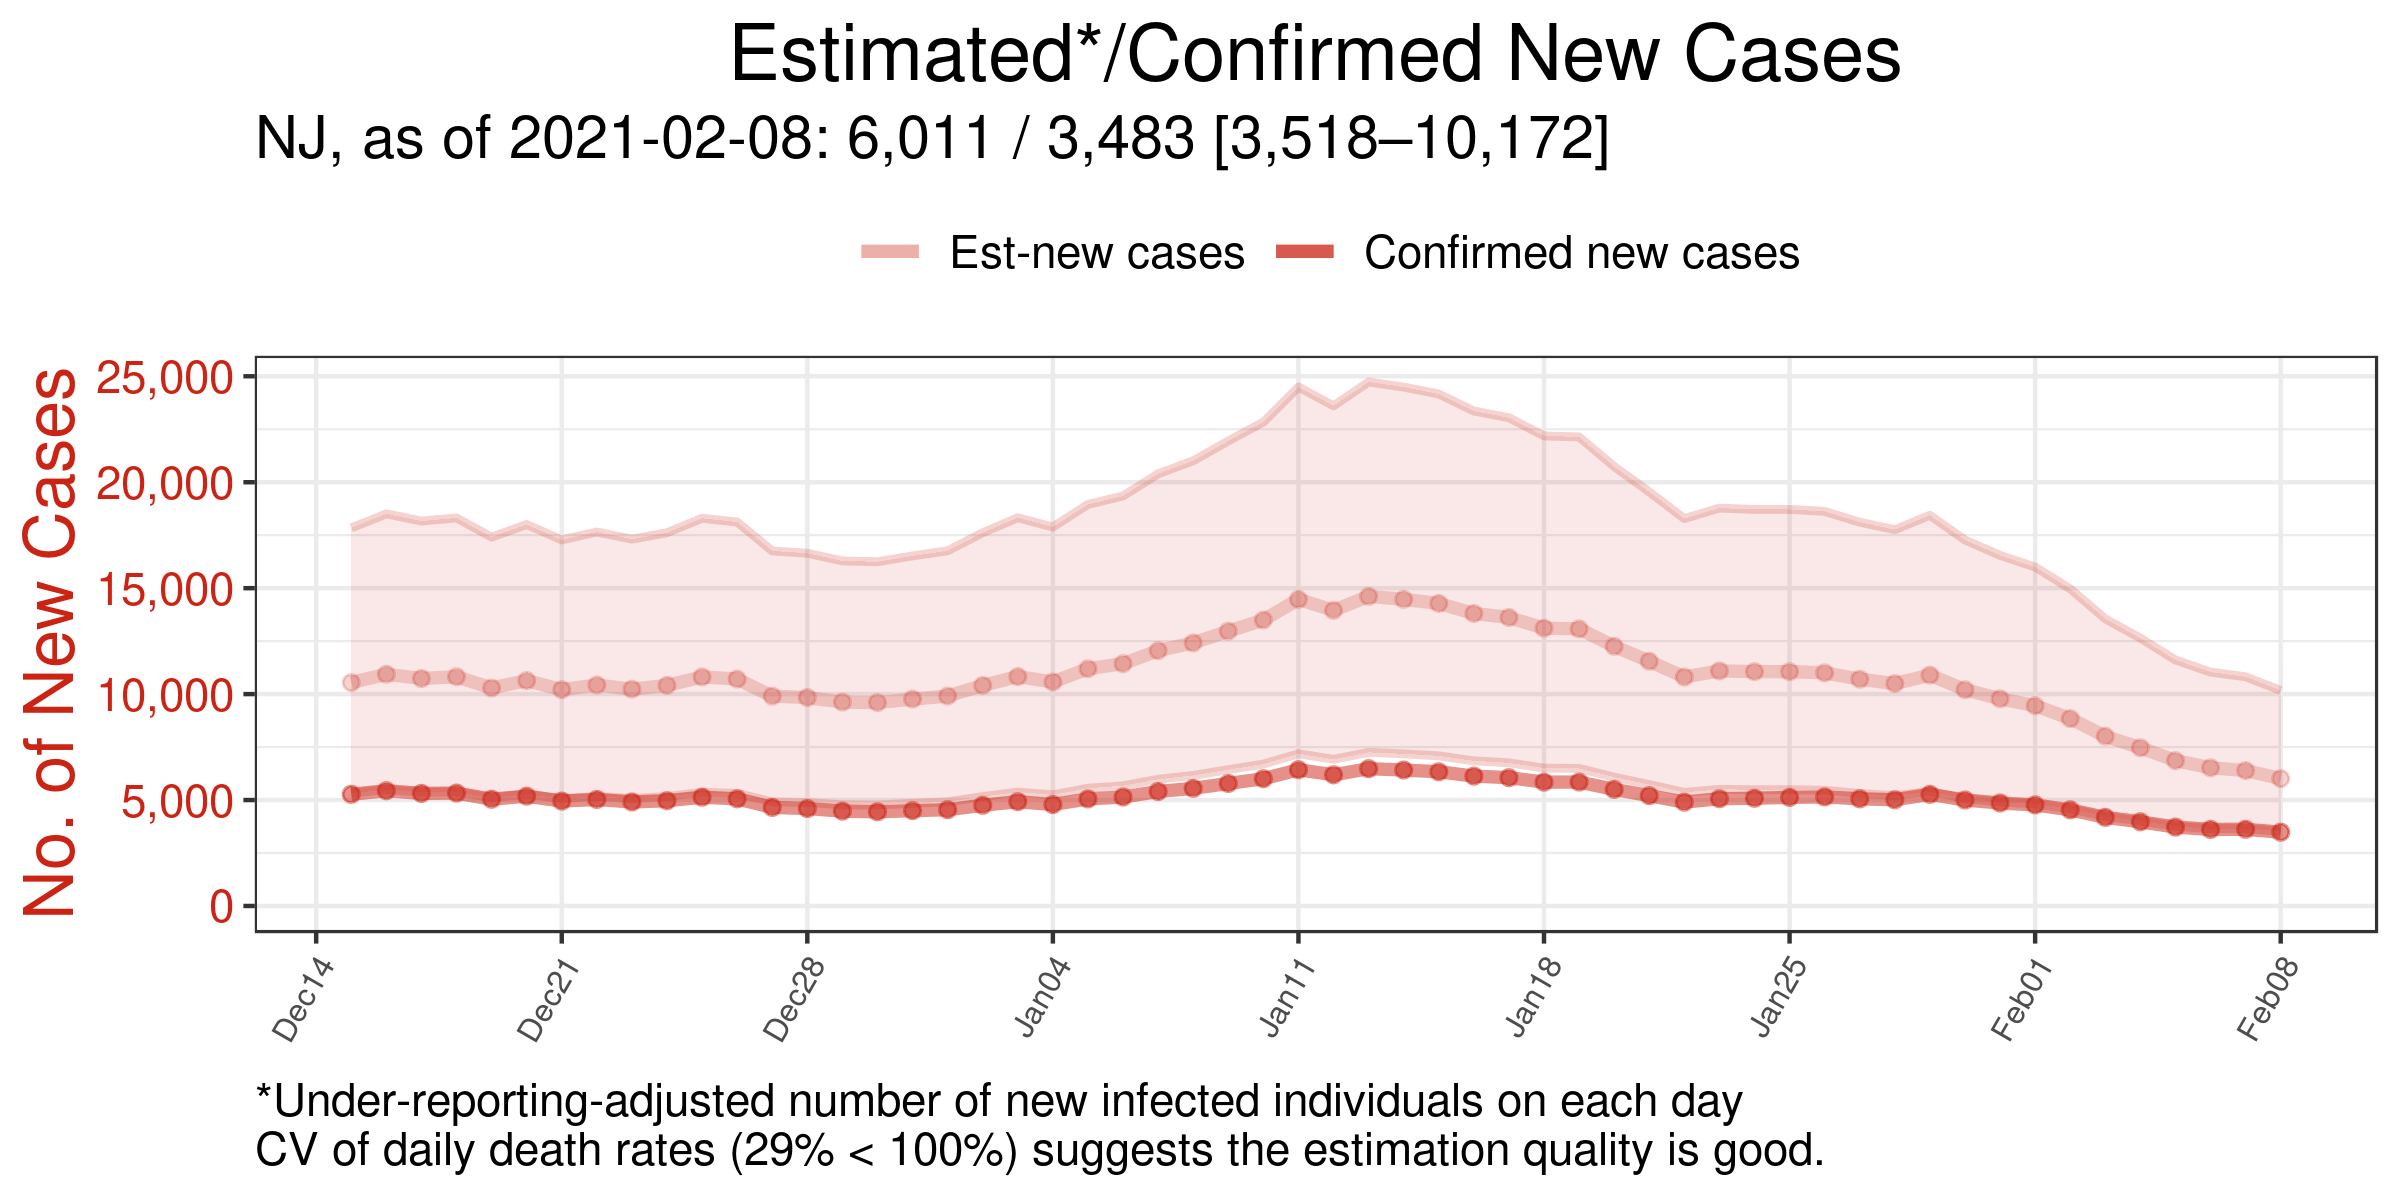 Estimated*/Confirmed New Cases
NJ, as of 2021-02-08: 6,011 / 3,483 [3,518–10,172]
Est-new cases
Confirmed new cases
No. of New Cases
25,000
20,000
15,000
10,000
5,000
0
Dec14
Dec21
Dec28
Jan04
Jan11
Jan18
Jan25
Feb01
Feb08
*Under-reporting-adjusted number of new infected individuals on each day
CV of daily death rates (29% < 100%) suggests the estimation quality is good.